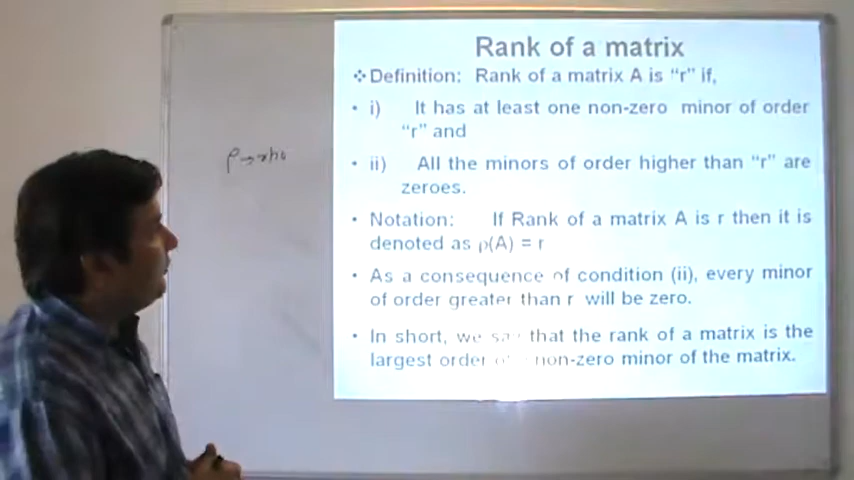 Rank of a matrix
❖Definition: Rank of a matrix A is “r” if,
• i) It has at least one non-zero minor of order
“r” and
• ii) All the minors of order higher than “r” are
zeroes.
• Notation: If Rank of a matrix A is r then it is
denoted as ρ(A) = r
• As a consequence of condition (ii), every minor
of order greater than r will be zero.
• In short, we say that the rank of a matrix is the
largest order of a non-zero minor of the matrix.
ρ→rho